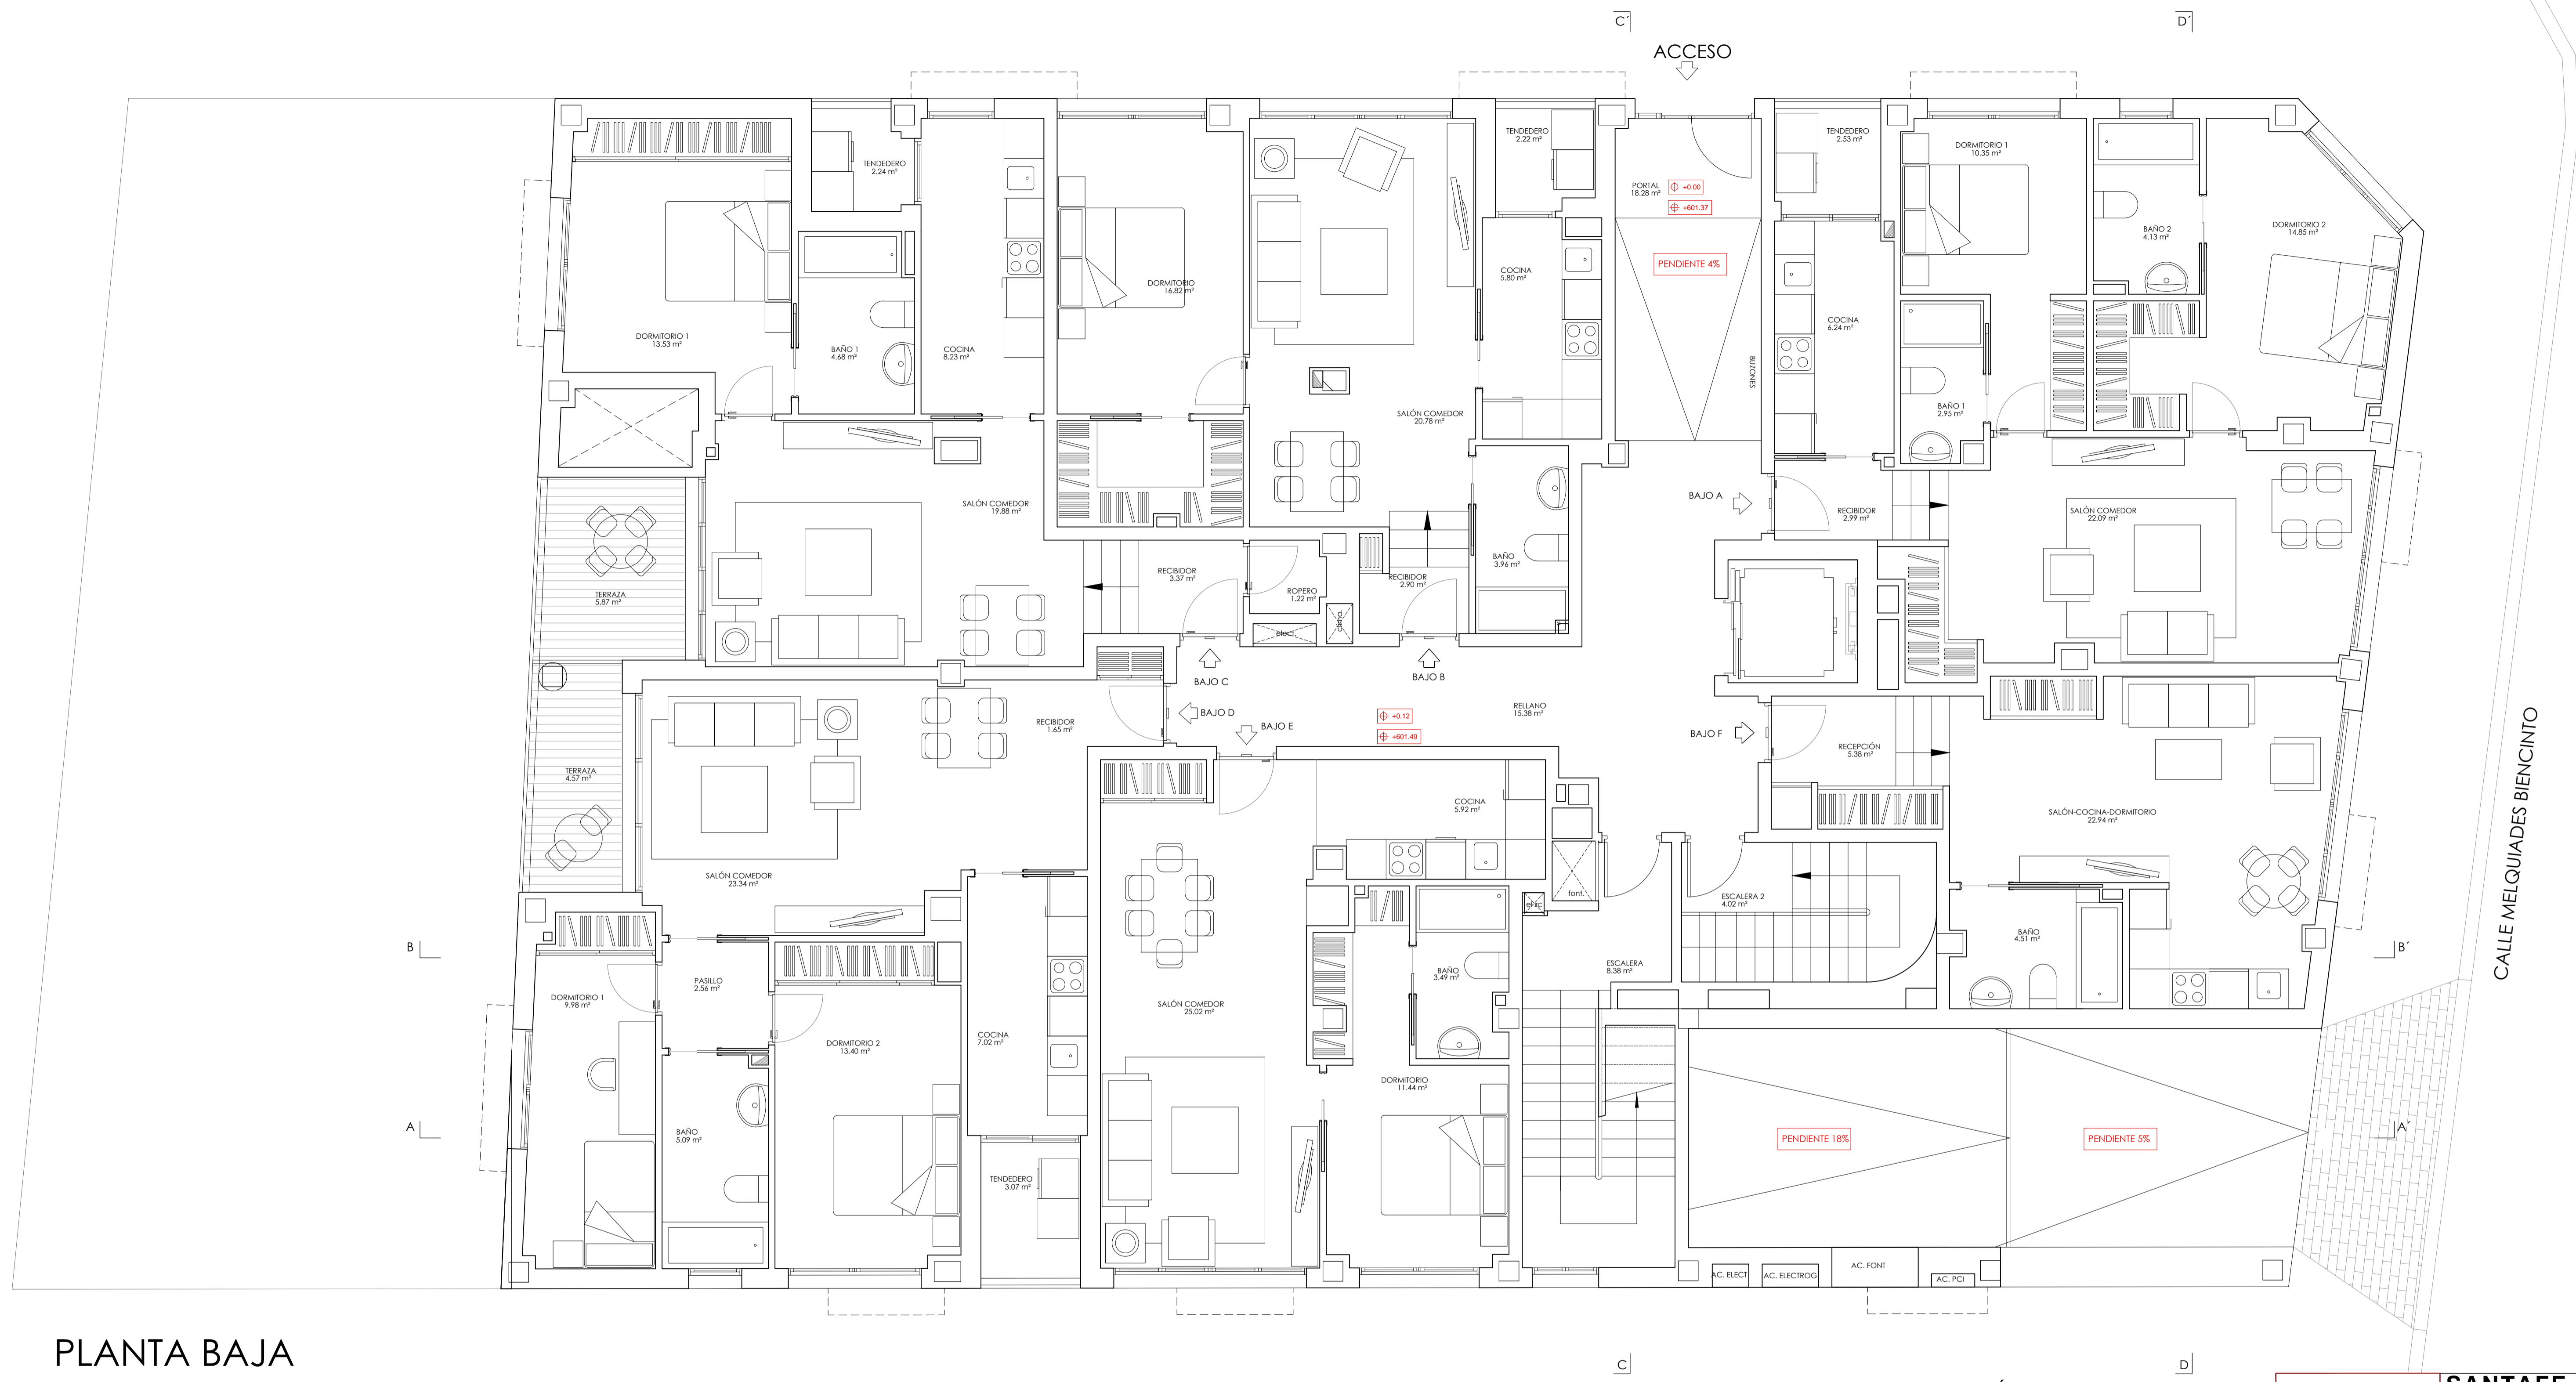 C´
D´
ACCESO
TENDEDERO
2.24 m²
DORMITORIO 1
13.53 m²
BAÑO 1
4.68 m²
COCINA
8.23 m²
DORMITORIO
16.82 m²
SALÓN COMEDOR
20.78 m²
TENDEDERO
2.22 m²
COCINA
5.80 m²
PORTAL
18.28 m²
+0.00
+601.37
PENDIENTE 4%
BUZONES
TENDEDERO
2.53 m²
COCINA
6.24 m²
DORMITORIO 1
10.35 m²
BAÑO 1
2.95 m²
BAÑO 2
4.13 m²
DORMITORIO 2
14.85 m²
SALÓN COMEDOR
19.88 m²
TERRAZA
5,87 m²
RECIBIDOR
3.37 m²
ROPERO
1.22 m²
elect.
clima.
RECIBIDOR
2.90 m²
BAÑO
3.96 m²
BAJO A
RECIBIDOR
2.99 m²
SALÓN COMEDOR
22.09 m²
BAJO C
BAJO B
BAJO D
BAJO E
RELLANO
15.38 m²
+0.12
+601.49
BAJO F
RECEPCIÓN
5.38 m²
RECIBIDOR
1.65 m²
TERRAZA
4.57 m²
SALÓN COMEDOR
23.34 m²
COCINA
5.92 m²
font.
elec
SALÓN-COCINA-DORMITORIO
22.94 m²
CALLE MELQUIADES BIENCINTO
ESCALERA 2
4.02 m²
ESCALERA
8.38 m²
BAÑO
4.51 m²
B
B´
DORMITORIO 1
9.98 m²
PASILLO
2.56 m²
DORMITORIO 2
13.40 m²
COCINA
7.02 m²
SALÓN COMEDOR
25.02 m²
BAÑO
3.49 m²
DORMITORIO
11.44 m²
A
A´
BAÑO
5.09 m²
TENDEDERO
3.07 m²
PENDIENTE 18%
PENDIENTE 5%
AC. ELECT
AC. ELECTROG
AC. FONT
AC. PCI
PLANTA BAJA
C
D
SANTAFE